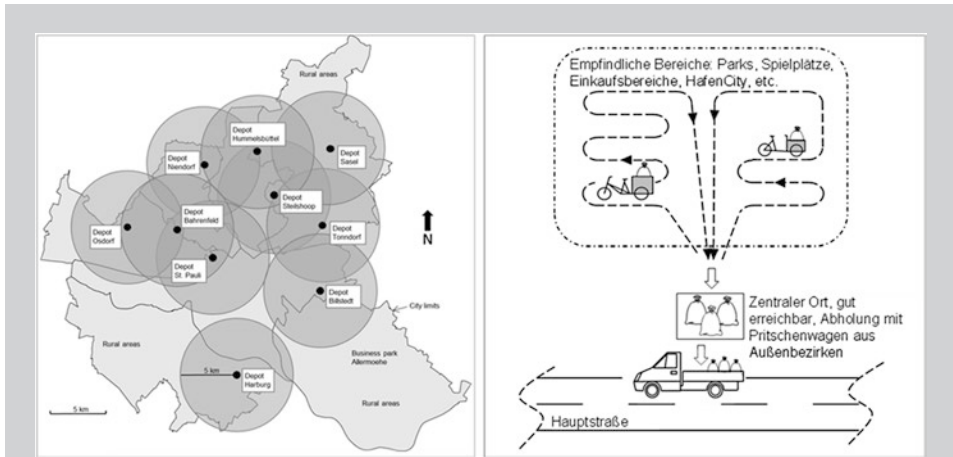 Rural areas
Depot
Hummelsbüttel
Depot
Niendorf
Depot
Sasel
Depot
Steilshoop
Depot
Bahrenfeld
Depot
Osdorf
Depot
Tonndorf
N
Depot
St. Pauli
Depot
Billstedt
City limits
Rural areas
Business park
Allermoehe
5 km
Depot
Harburg
Rural areas
5 km
Empfindliche Bereiche: Parks, Spielplätze,
Einkaufsbereiche, HafenCity, etc.
Zentraler Ort, gut
erreichbar, Abholung mit
Pritschenwagen aus
Außenbezirken
Hauptstraße